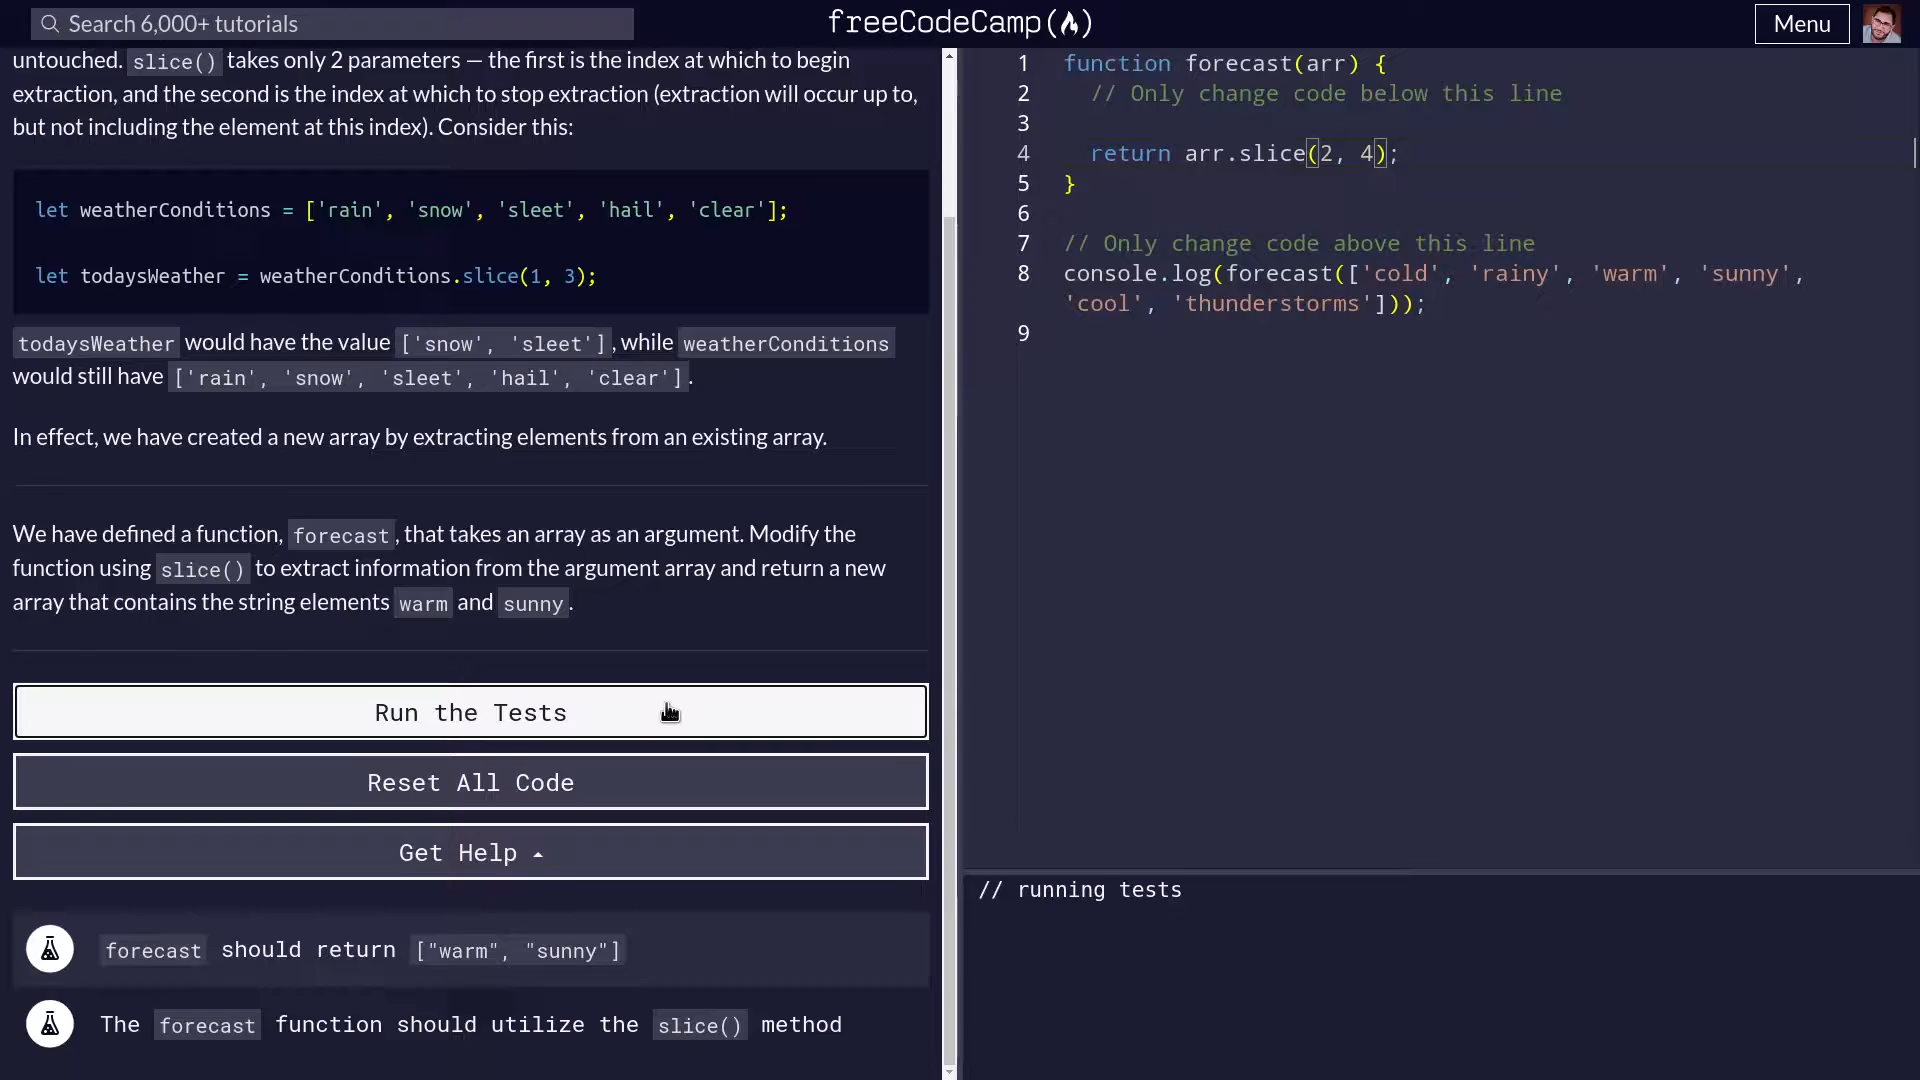 Search 6,000+ tutorials
freeCodeCamp
Menu
untouched. slice() takes only 2 parameters — the first is the index at which to begin
extraction, and the second is the index at which to stop extraction (extraction will occur up to,
but not including the element at this index). Consider this:
let weatherConditions = ['rain', 'snow', 'sleet', 'hail', 'clear'];
let todaysWeather = weatherConditions.slice(1, 3);
todaysWeather would have the value ['snow', 'sleet'], while weatherConditions
would still have ['rain', 'snow', 'sleet', 'hail', 'clear'].
In effect, we have created a new array by extracting elements from an existing array.
We have defined a function, forecast, that takes an array as an argument. Modify the
function using slice() to extract information from the argument array and return a new
array that contains the string elements warm and sunny.
Run the Tests
Reset All Code
Get Help
forecast should return ["warm", "sunny"]
The forecast function should utilize the slice() method
1 function forecast(arr) {
2 // Only change code below this line
3
4 return arr.slice(2, 4);
5 }
6
7 // Only change code above this line
8 console.log(forecast(['cold', 'rainy', 'warm', 'sunny',
'cool', 'thunderstorms']));
9
// running tests